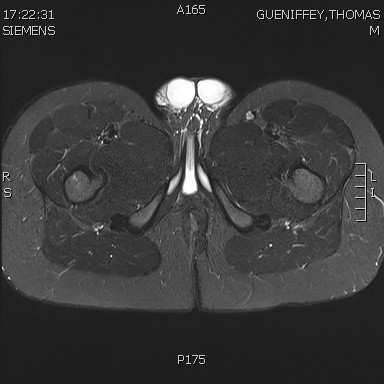 17:22:31
SIEMENS
A165
GUENIFFEY,THOMAS
M
R
S
L
I
P175